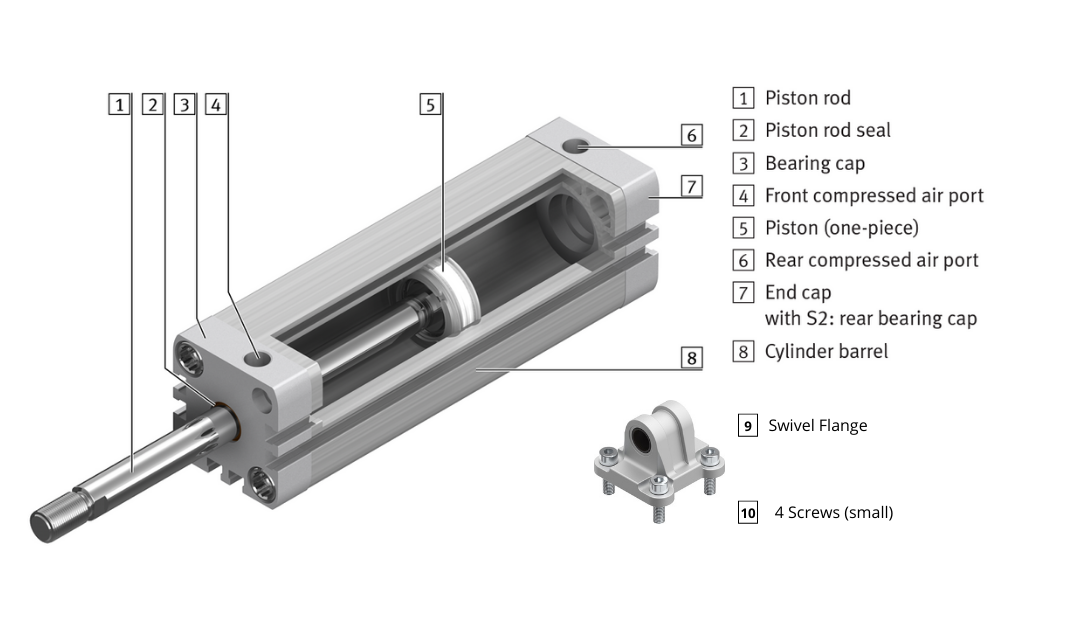 1 2 3 4 5
6
7
8
1 Piston rod
2 Piston rod seal
3 Bearing cap
4 Front compressed air port
5 Piston (one-piece)
6 Rear compressed air port
7 End cap
with S2: rear bearing cap
8 Cylinder barrel
9 Swivel Flange
10 4 Screws (small)